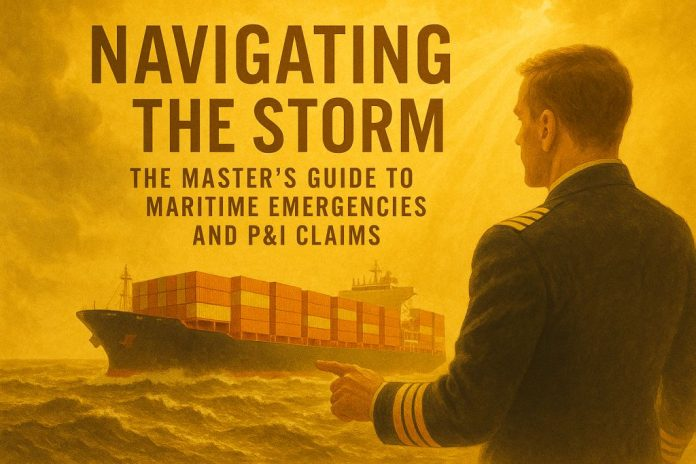 NAVIGATING
THE STORM
THE MASTER'S GUIDE TO
MARITIME EMERGENCIES
AND P&I CLAIMS